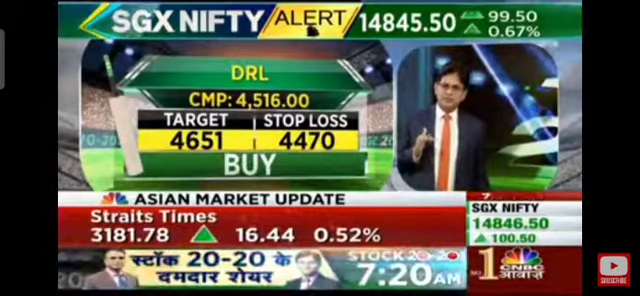 SGX NIFTY
ALERT
14845.50
99.50
0.67%
DRL
CMP: 4,516.00
TARGET
STOP LOSS
4651
4470
BUY
ASIAN MARKET UPDATE
Straits Times
3181.78
16.44
0.52%
SGX NIFTY
14846.50
100.50
स्टॉक 20-20 के
दमदार शेयर
STOCK 20-20
7:20AM
CNBC
आवाज़
SUBSCRIBE